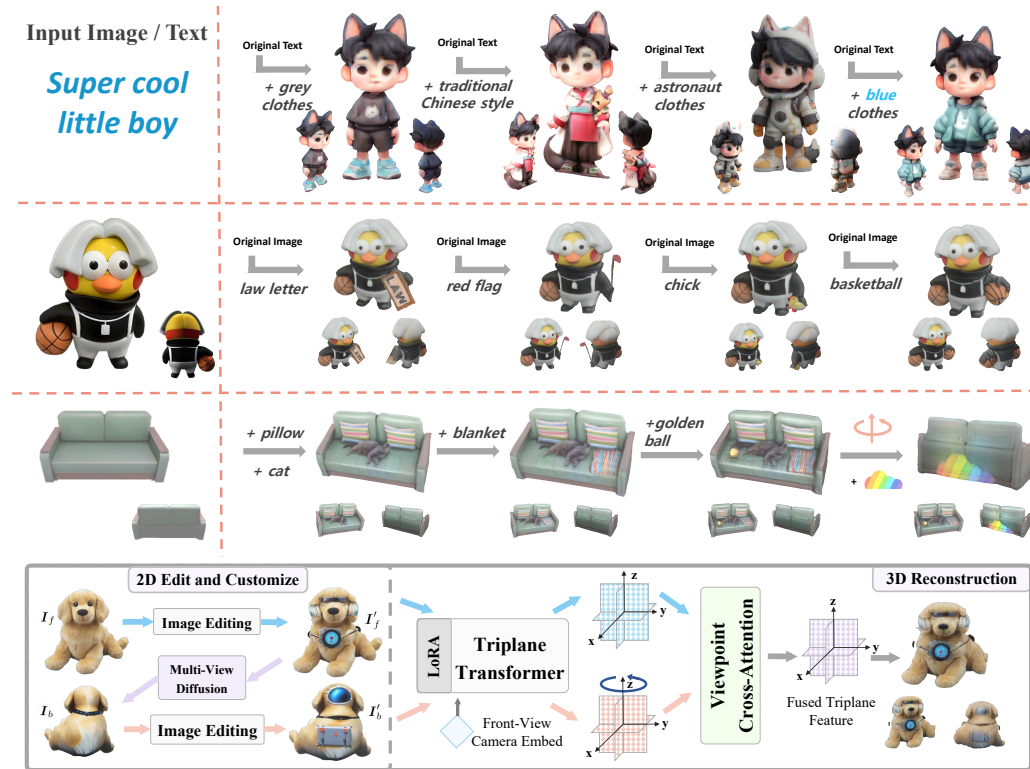 Input Image / Text
Super cool
little boy
Original Text
+ grey
clothes
Original Text
+ traditional
Chinese style
Original Text
+ astronaut
clothes
Original Text
+ blue
clothes
Original Image
law letter
Original Image
red flag
Original Image
chick
Original Image
basketball
LAW
+ pillow
+ cat
+ blanket
+golden
ball
+
2D Edit and Customize
I_f
Image Editing
I'_f
Multi-View
Diffusion
I_b
Image Editing
I'_b
LoRA
Triplane
Transformer
Front-View
Camera Embed
z
y
x
z
y
x
Viewpoint
Cross-Attention
3D Reconstruction
z
y
x
Fused Triplane
Feature